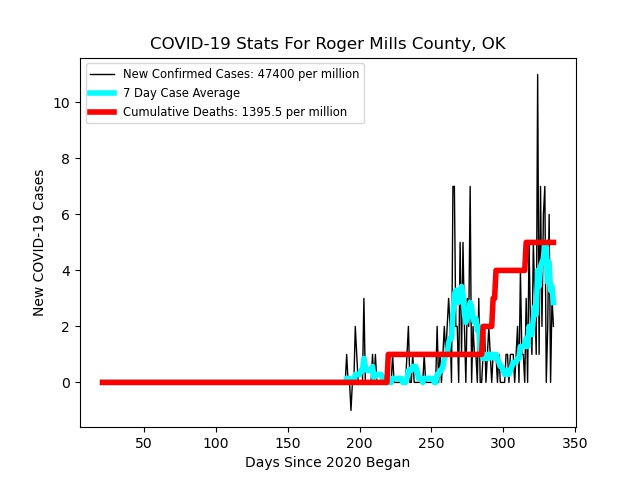 COVID-19 Stats For Roger Mills County, OK
New Confirmed Cases: 47400 per million
7 Day Case Average
Cumulative Deaths: 1395.5 per million
New COVID-19 Cases
10
8
6
4
2
0
50 100 150 200 250 300 350
Days Since 2020 Began